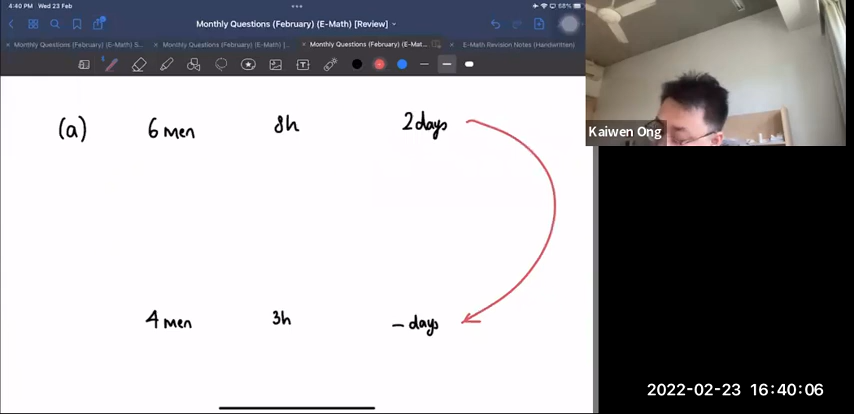 4:40 PM Wed 23 Feb
68%
Monthly Questions (February) (E-Math) [Review]
Monthly Questions (February) (E-Math) S...
Monthly Questions (February) (E-Math) [...
Monthly Questions (February) (E-Mat...
E-Math Revision Notes (Handwritten)
(a) 6 men 8h 2 days
4 men 3h – days
Kaiwen Ong
2022-02-23 16:40:06